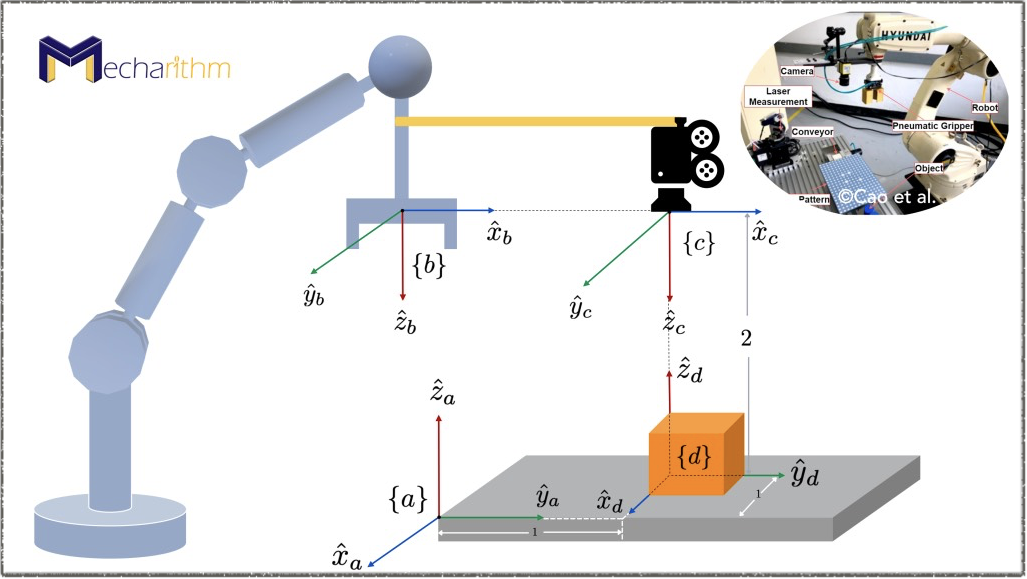 Mecharithm
HYUNDAI
Camera
Laser
Measurement
Robot
Conveyor
Pneumatic Gripper
Object
Pattern
©Cao et al.
x̂_b
x̂_c
{c}
{b}
ŷ_b
ẑ_b
ŷ_c
ẑ_c
2
ẑ_d
ẑ_a
{d}
ŷ_d
{a}
ŷ_a
x̂_d
1
1
x̂_a